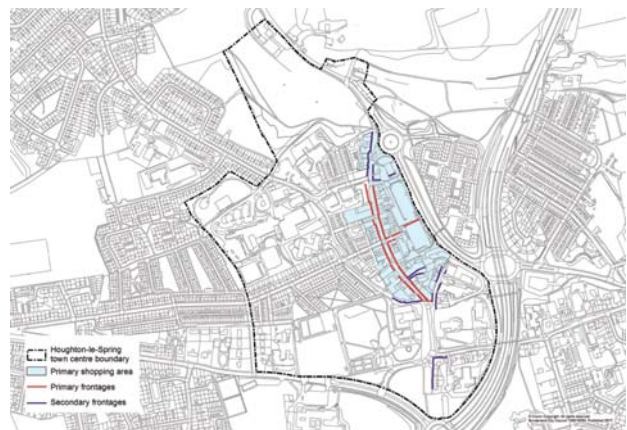 Houghton-le-Spring
town centre boundary
Primary shopping area
Primary frontages
Secondary frontages